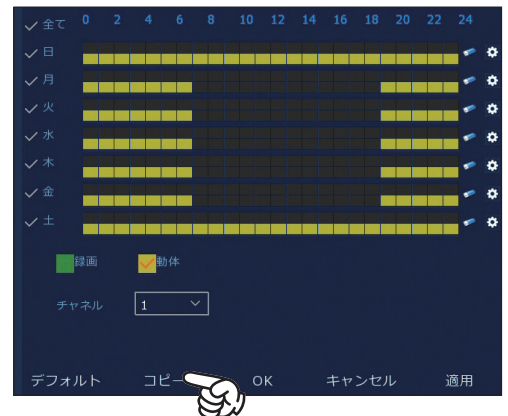 全て 0 2 4 6 8 10 12 14 16 18 20 22 24
日
月
火
水
木
金
土
録画 動体
チャネル 1
デフォルト コピー OK キャンセル 適用